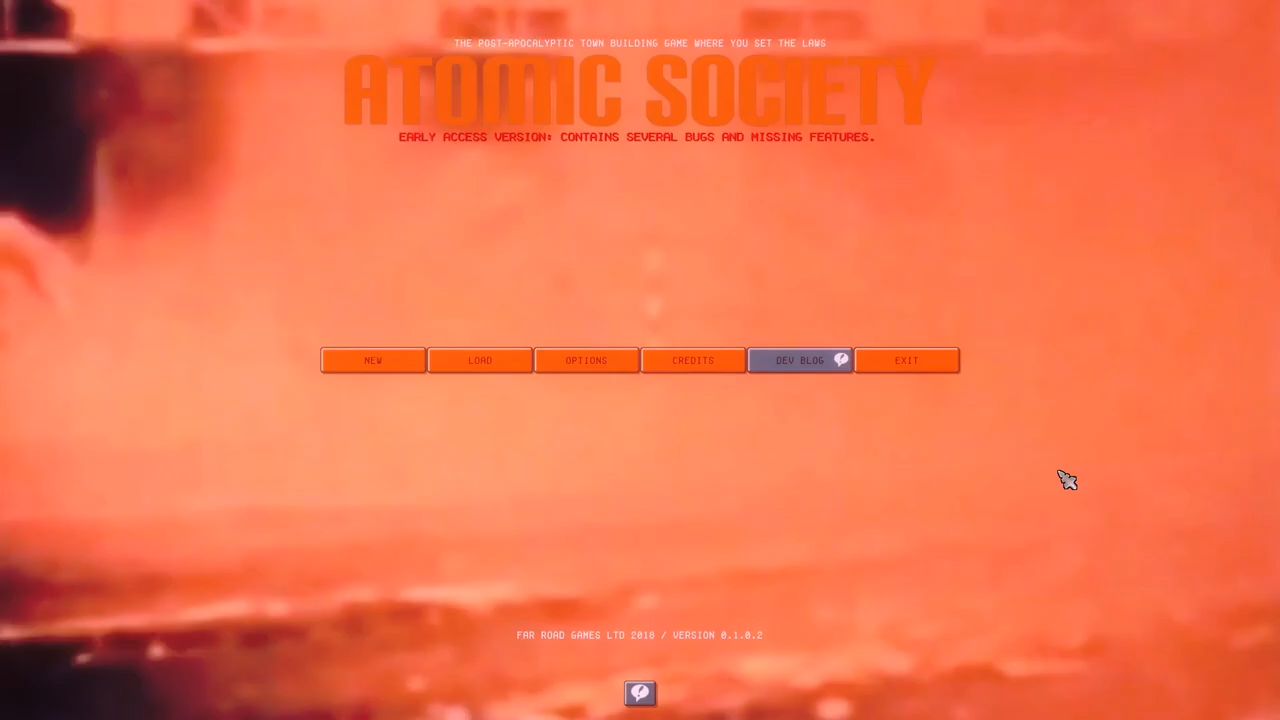 THE POST-APOCALYPTIC TOWN BUILDING GAME WHERE YOU SET THE LAWS
ATOMIC SOCIETY
EARLY ACCESS VERSION: CONTAINS SEVERAL BUGS AND MISSING FEATURES.
NEW LOAD OPTIONS CREDITS DEV BLOG EXIT
FAR ROAD GAMES LTD 2018 / VERSION 0.1.0.2